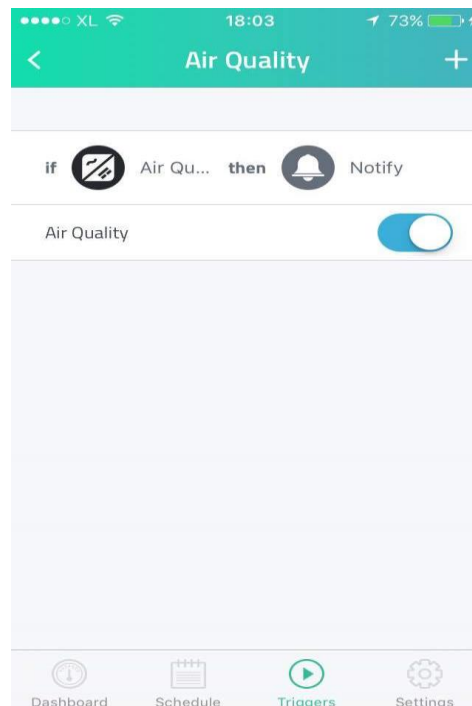 XL 18:03 73%
Air Quality
if Air Qu... then Notify
Air Quality
Dashboard Schedule Triggers Settings